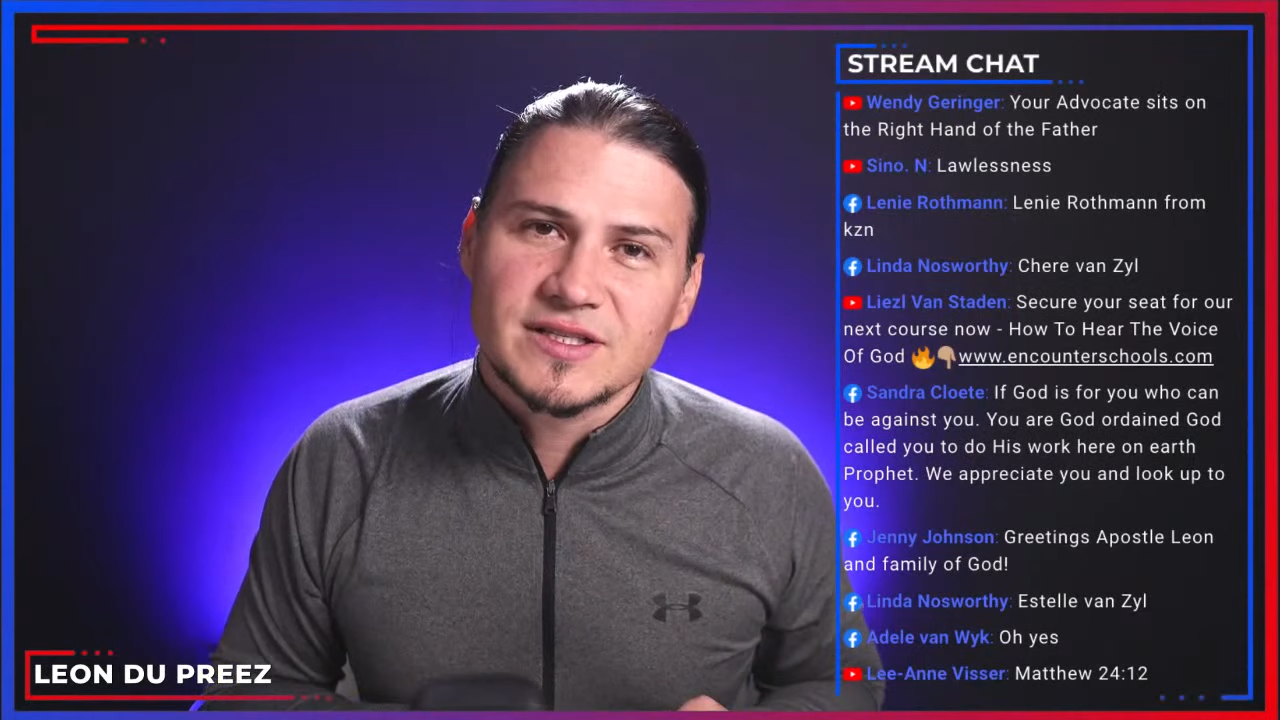 STREAM CHAT
Wendy Geringer: Your Advocate sits on
the Right Hand of the Father
Sino. N: Lawlessness
Lenie Rothmann: Lenie Rothmann from
kzn
Linda Nosworthy: Chere van Zyl
Liezl Van Staden: Secure your seat for our
next course now - How To Hear The Voice
Of God 🔥👇🏼www.encounterschools.com
Sandra Cloete: If God is for you who can
be against you. You are God ordained God
called you to do His work here on earth
Prophet. We appreciate you and look up to
you.
Jenny Johnson: Greetings Apostle Leon
and family of God!
Linda Nosworthy: Estelle van Zyl
Adele van Wyk: Oh yes
Lee-Anne Visser: Matthew 24:12
LEON DU PREEZ